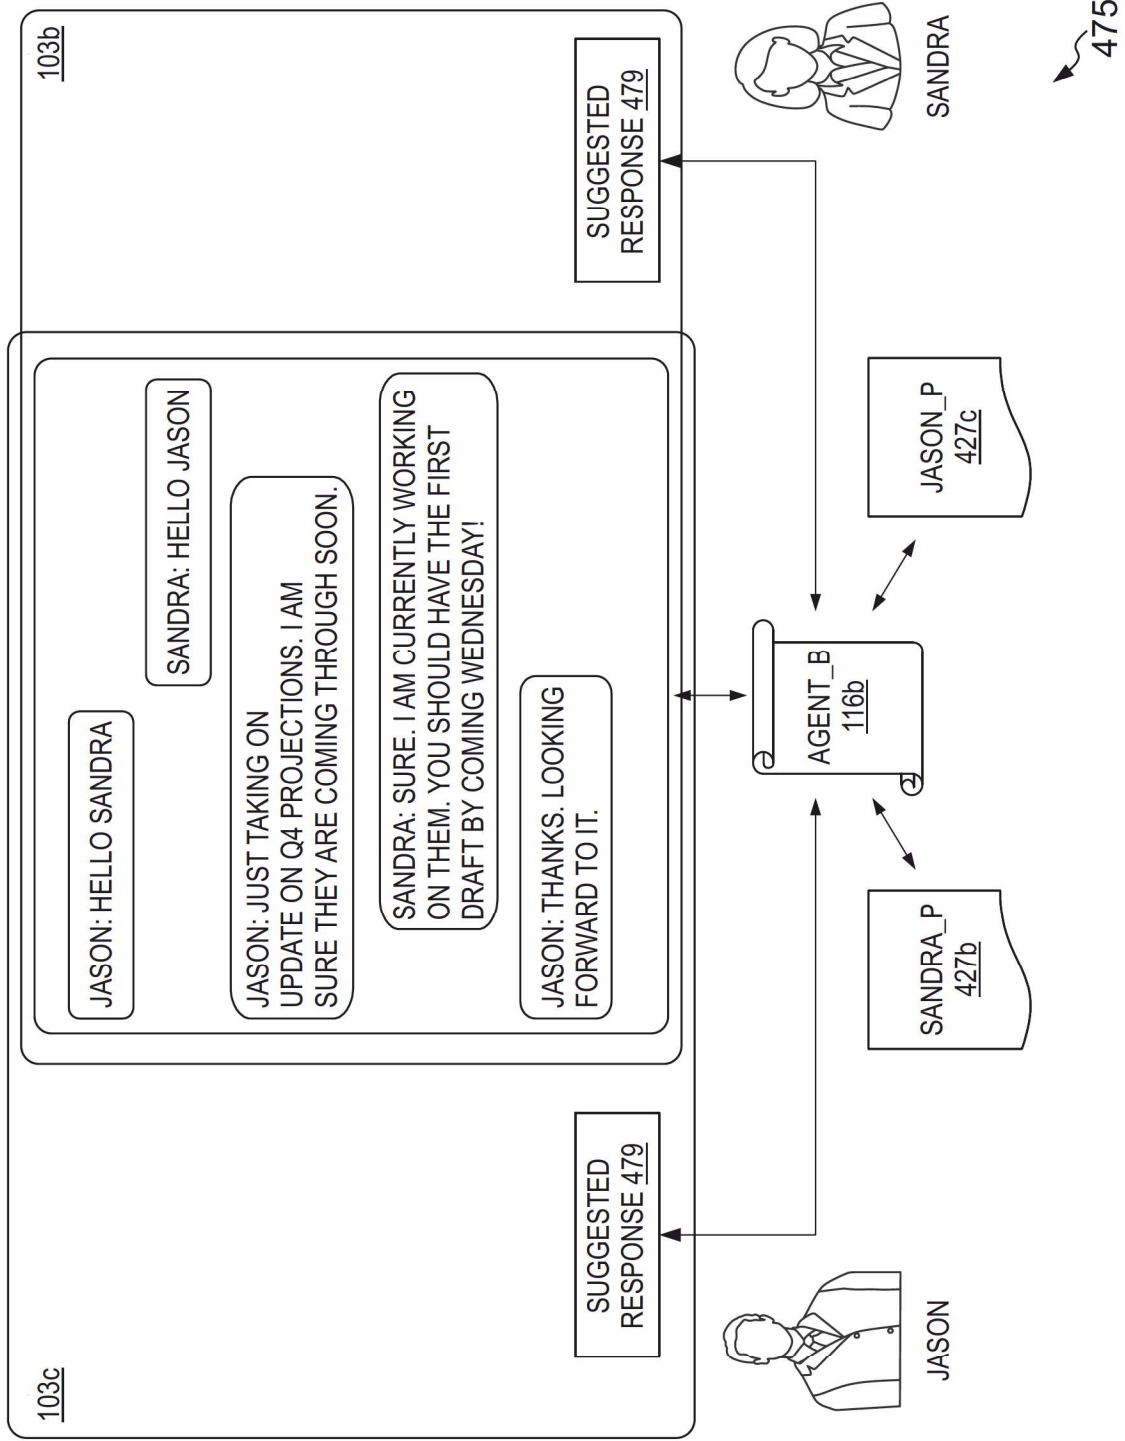 103c
103b
JASON: HELLO SANDRA
SANDRA: HELLO JASON
JASON: JUST TAKING ON
UPDATE ON Q4 PROJECTIONS. I AM
SURE THEY ARE COMING THROUGH SOON.
SANDRA: SURE. I AM CURRENTLY WORKING
ON THEM. YOU SHOULD HAVE THE FIRST
DRAFT BY COMING WEDNESDAY!
JASON: THANKS. LOOKING
FORWARD TO IT.
SUGGESTED
RESPONSE 479
SUGGESTED
RESPONSE 479
JASON
AGENT_B
116b
SANDRA
SANDRA_P
427b
JASON_P
427c
475